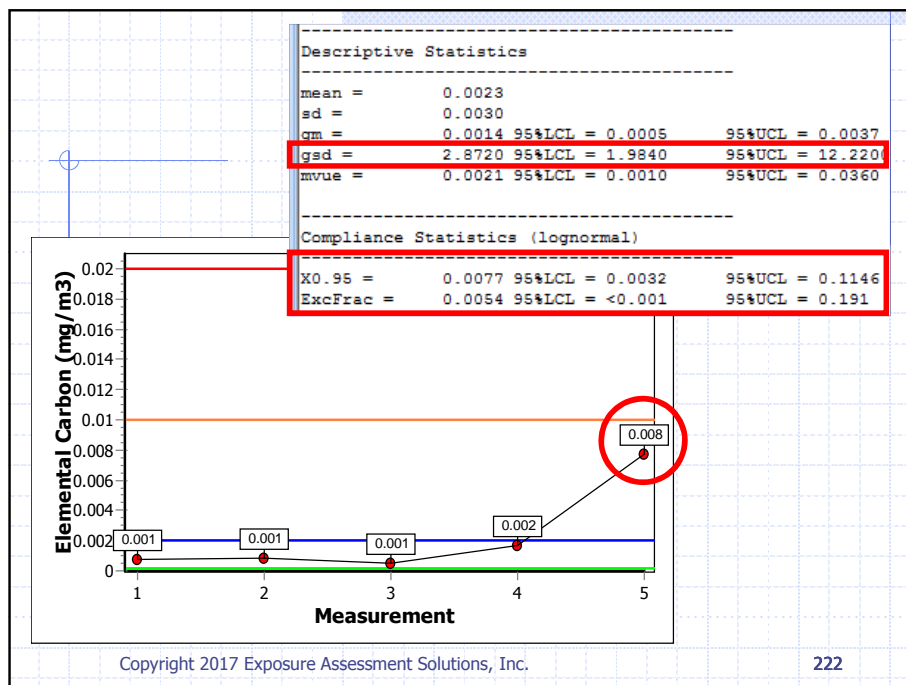 Descriptive Statistics
mean = 0.0023
sd = 0.0030
gm = 0.0014 95%LCL = 0.0005 95%UCL = 0.0037
gsd = 2.8720 95%LCL = 1.9840 95%UCL = 12.2200
mvue = 0.0021 95%LCL = 0.0010 95%UCL = 0.0360
Compliance Statistics (lognormal)
X0.95 = 0.0077 95%LCL = 0.0032 95%UCL = 0.1146
ExcFrac = 0.0054 95%LCL = <0.001 95%UCL = 0.191
Elemental Carbon (mg/m3)
0.02
0.018
0.016
0.014
0.012
0.01
0.008
0.006
0.004
0.002
0
0.001
0.001
0.001
0.002
0.008
1 2 3 4 5
Measurement
Copyright 2017 Exposure Assessment Solutions, Inc. 222